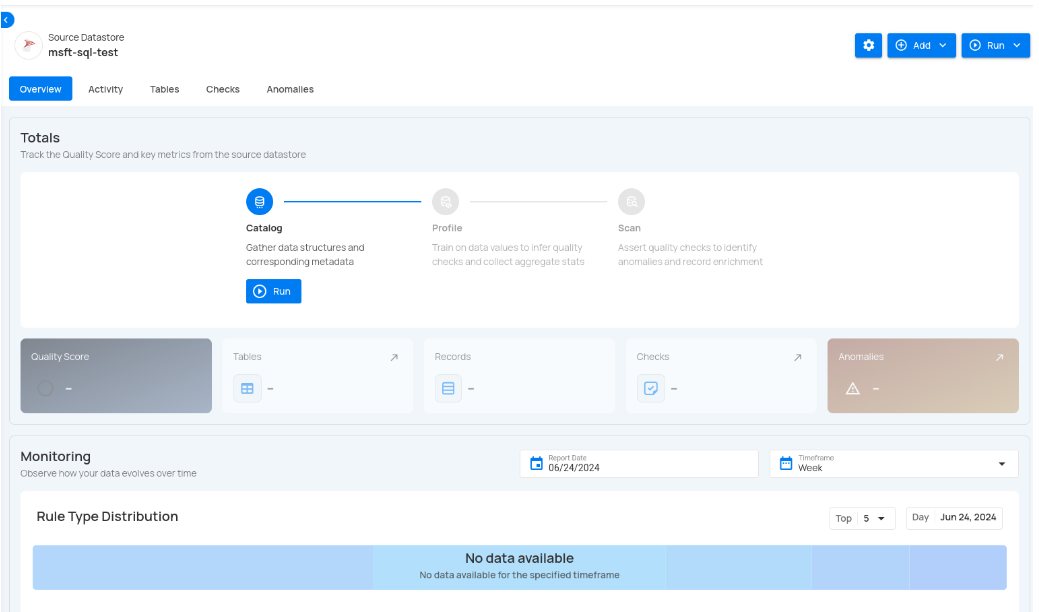 Source Datastore
msft-sql-test
Add
Run
Overview
Activity
Tables
Checks
Anomalies
Totals
Track the Quality Score and key metrics from the source datastore
Catalog
Profile
Scan
Gather data structures and
corresponding metadata
Train on data values to infer quality
checks and collect aggregate stats
Assert quality checks to identify
anomalies and record enrichment
Run
Quality Score
–
Tables
–
Records
–
Checks
–
Anomalies
–
Monitoring
Observe how your data evolves over time
Report Date
06/24/2024
Timeframe
Week
Rule Type Distribution
Top 5
Day Jun 24, 2024
No data available
No data available for the specified timeframe